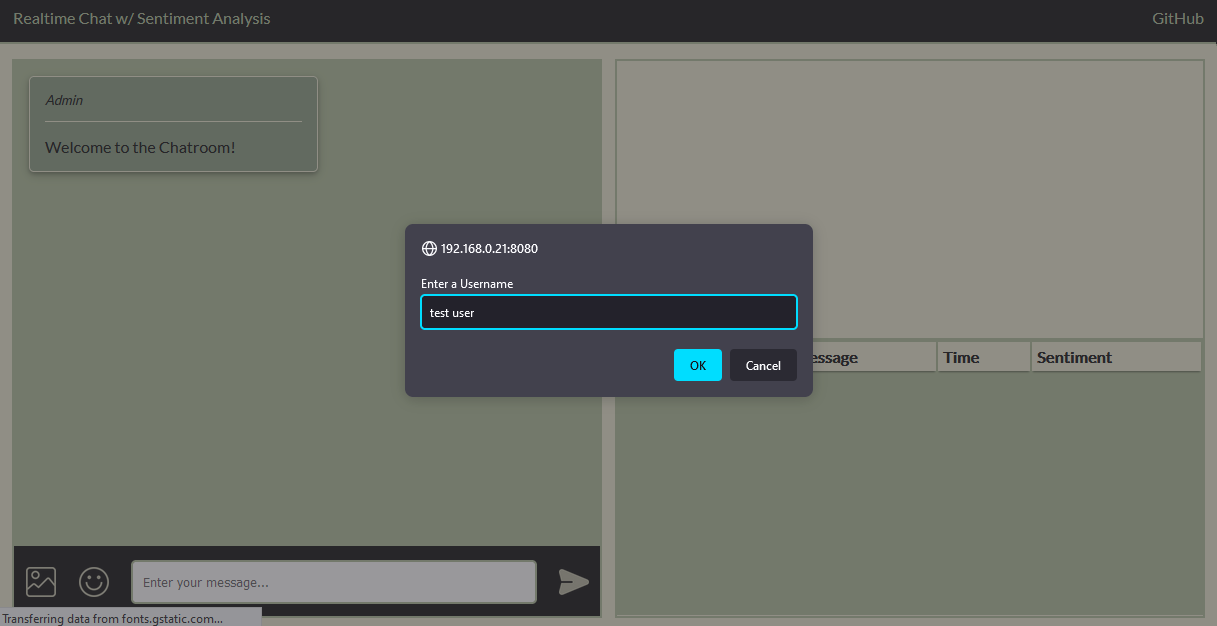 Realtime Chat w/ Sentiment Analysis
GitHub
Admin
Welcome to the Chatroom!
192.168.0.21:8080
Enter a Username
test user
OK
Cancel
essage
Time
Sentiment
Enter your message...
Transferring data from fonts.gstatic.com...